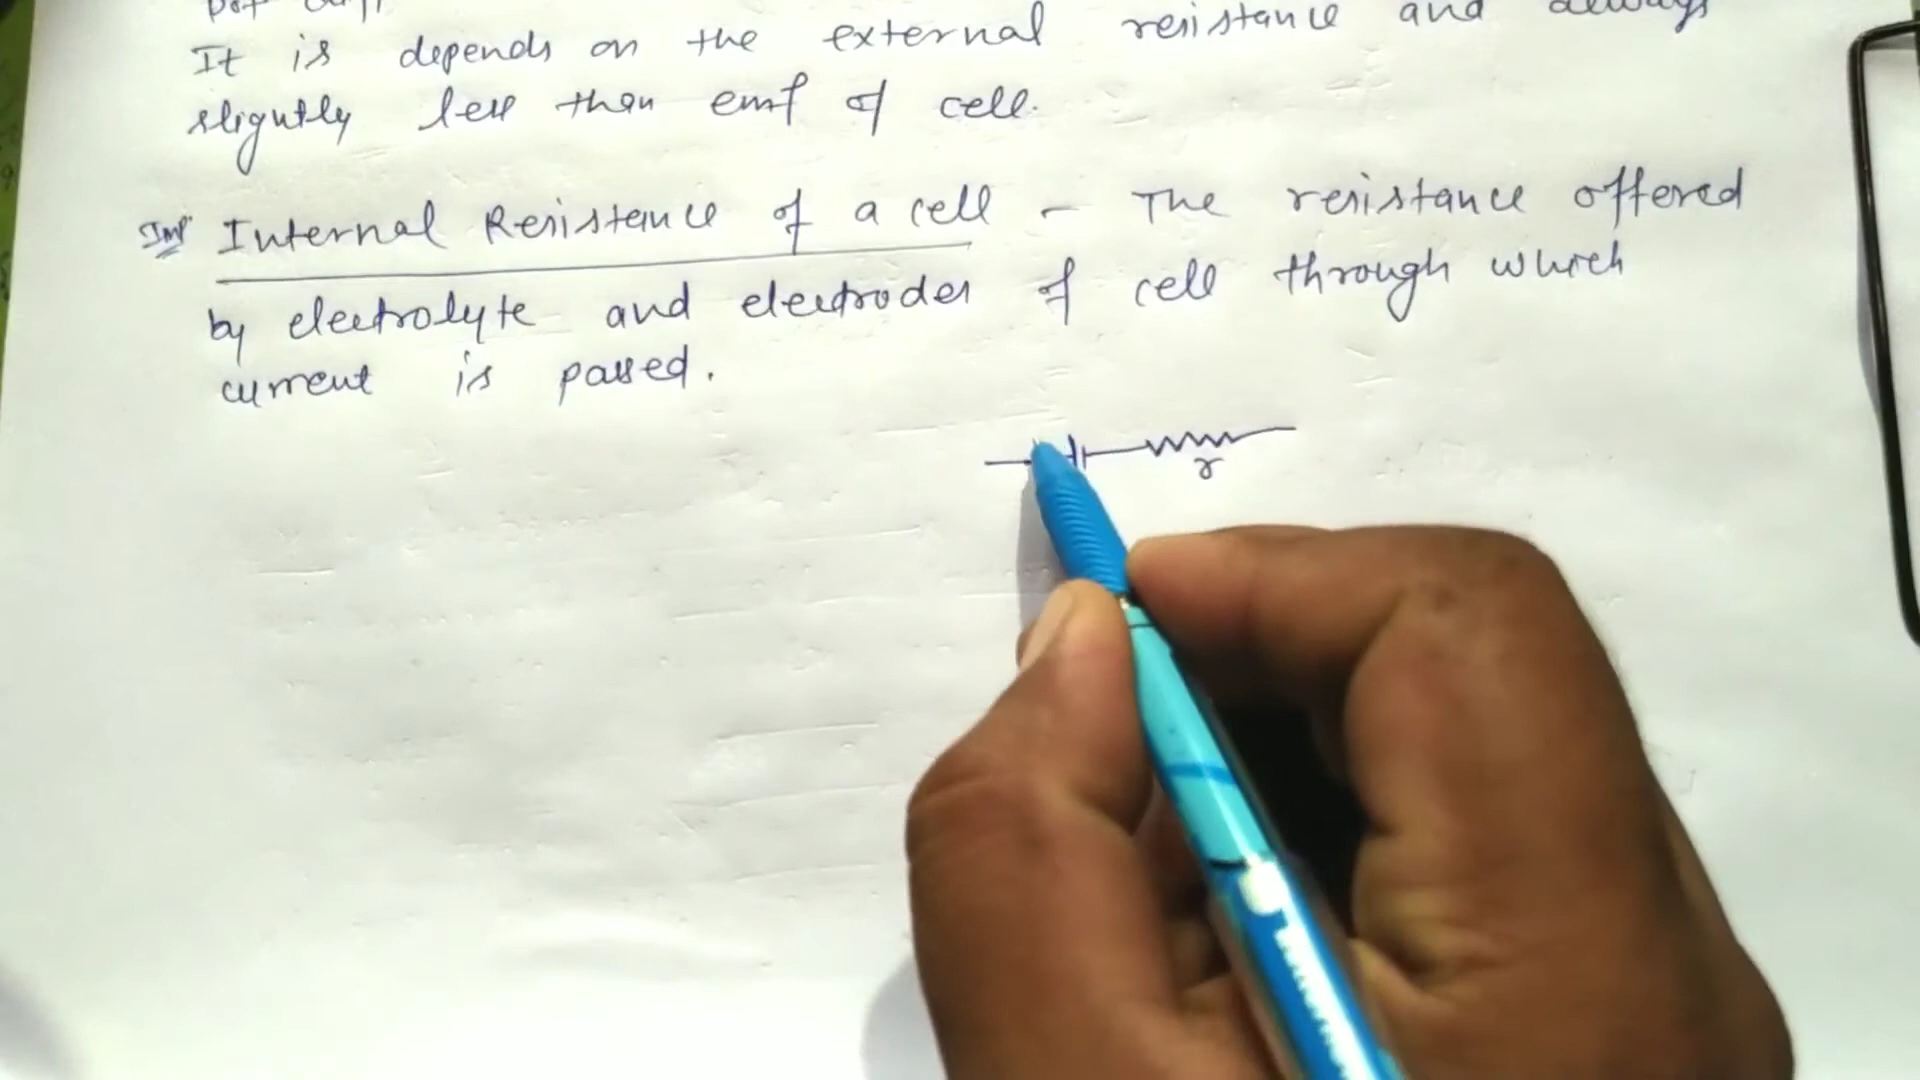 It is depends on the external resistance and always
slightly less than emf of cell.
Imp. Internal Resistance of a cell - The resistance offered
by electrolyte and electrodes of cell through which
current is passed.
r